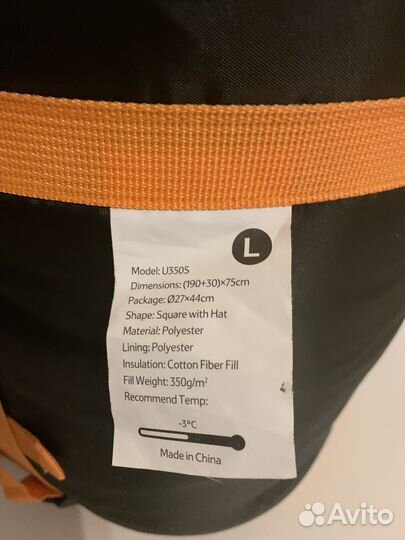 L
Model: U350S
Dimensions: (190+30)×75cm
Package: Ø27×44cm
Shape: Square with Hat
Material: Polyester
Lining: Polyester
Insulation: Cotton Fiber Fill
Fill Weight: 350g/m²
Recommend Temp:
-3°C
Made in China
Avito